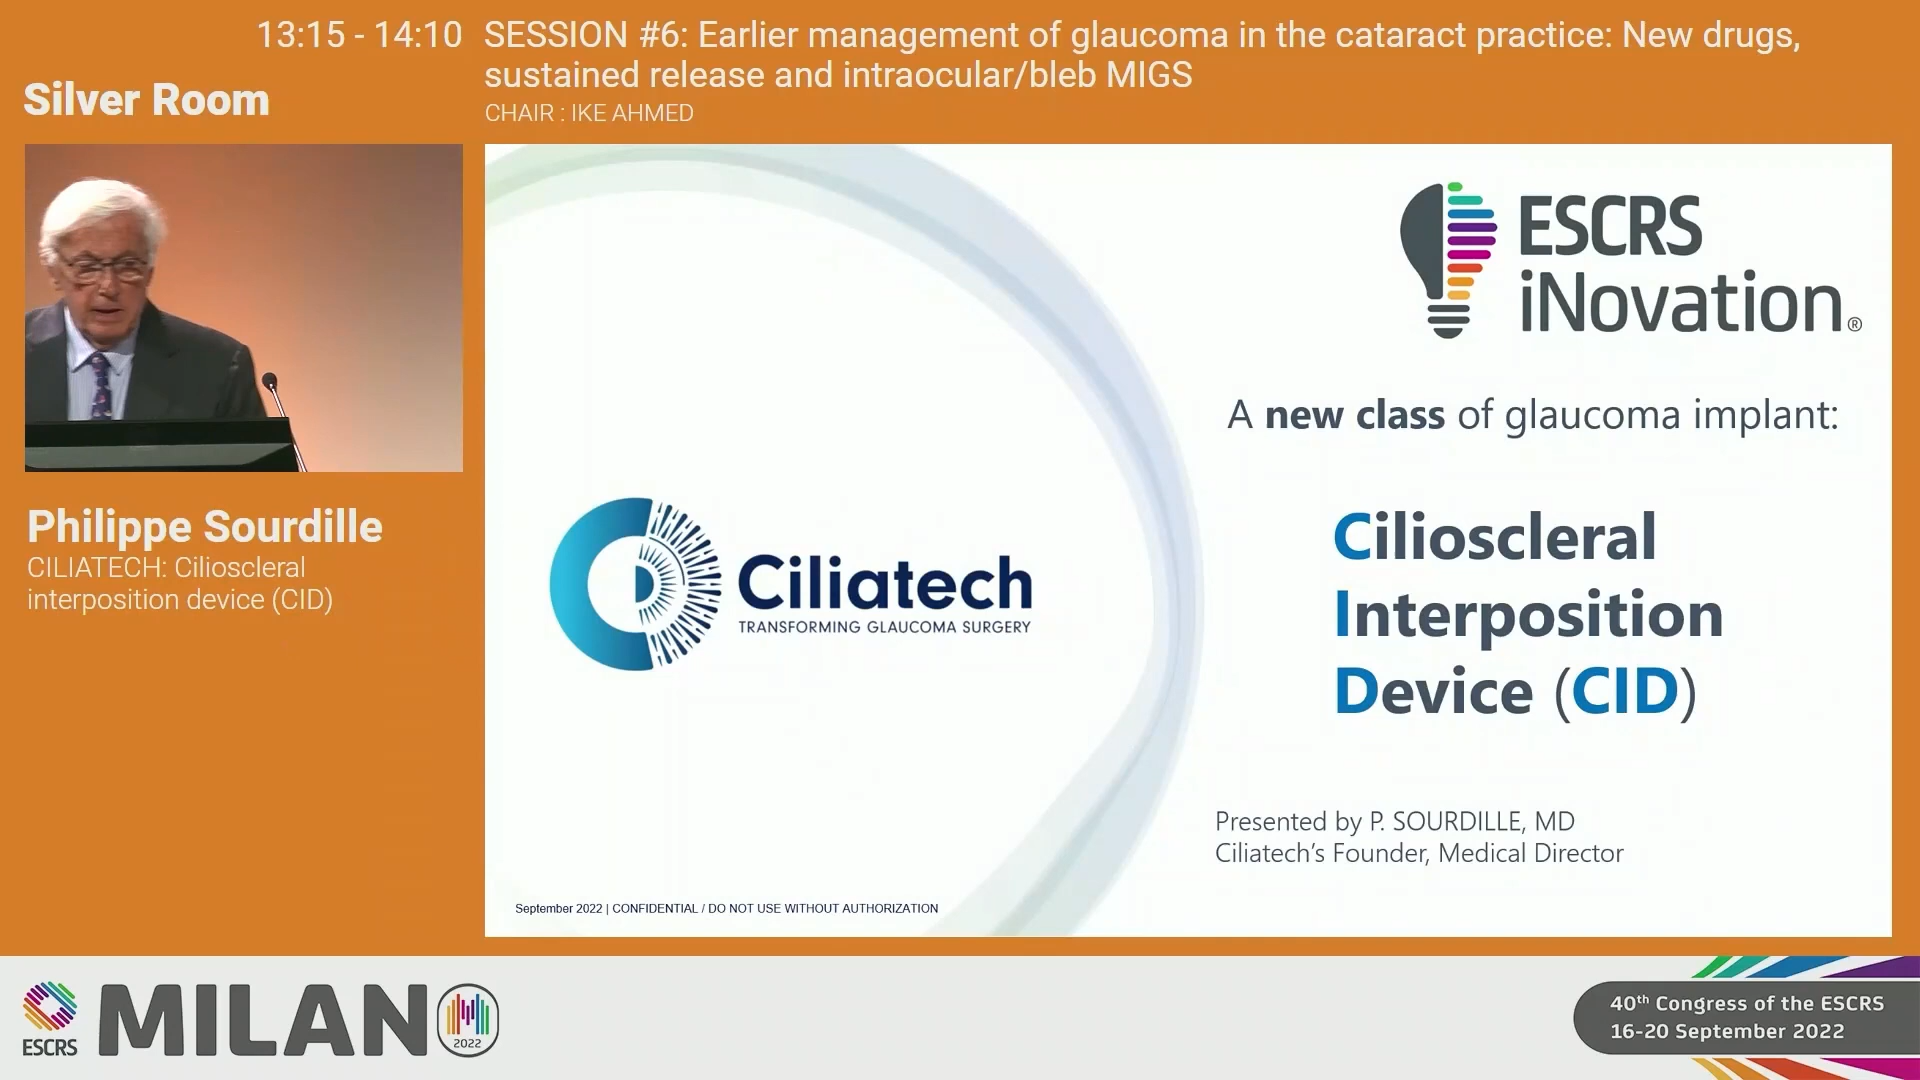 13:15 - 14:10
SESSION #6: Earlier management of glaucoma in the cataract practice: New drugs,
sustained release and intraocular/bleb MIGS
CHAIR : IKE AHMED
Silver Room
Philippe Sourdille
CILIATECH: Cilioscleral
interposition device (CID)
ESCRS
iNovation®
A new class of glaucoma implant:
Ciliatech
TRANSFORMING GLAUCOMA SURGERY
Cilioscleral
Interposition
Device (CID)
Presented by P. SOURDILLE, MD
Ciliatech’s Founder, Medical Director
September 2022 | CONFIDENTIAL / DO NOT USE WITHOUT AUTHORIZATION
ESCRS
MILANO
2022
40th Congress of the ESCRS
16-20 September 2022